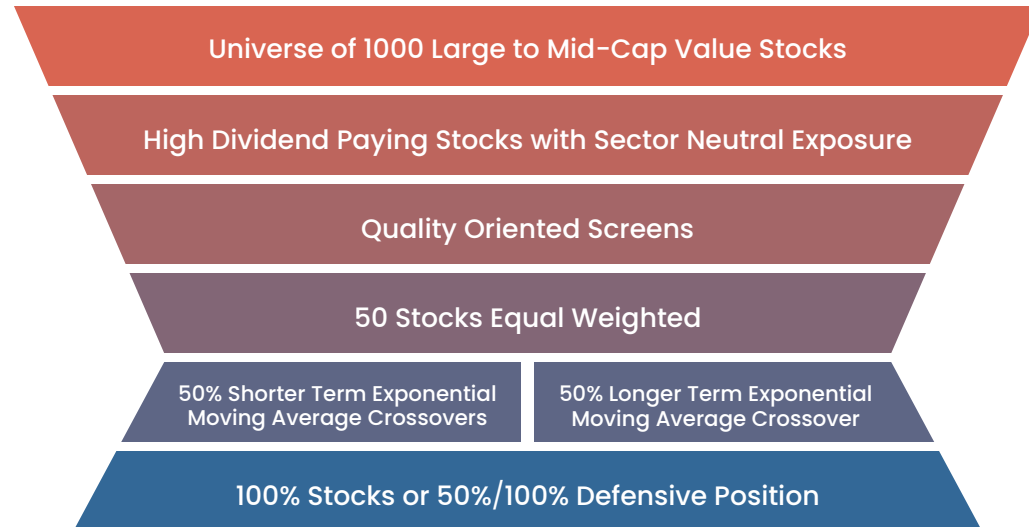 Universe of 1000 Large to Mid-Cap Value Stocks
High Dividend Paying Stocks with Sector Neutral Exposure
Quality Oriented Screens
50 Stocks Equal Weighted
50% Shorter Term Exponential
Moving Average Crossovers
50% Longer Term Exponential
Moving Average Crossover
100% Stocks or 50%/100% Defensive Position